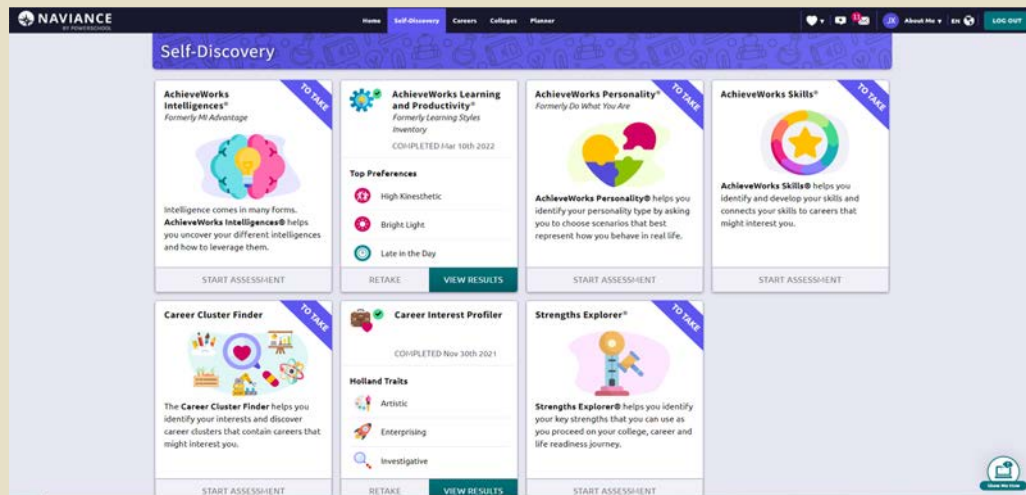 NAVIANCE
BY POWERSCHOOL
Home
Self-Discovery
Careers
Colleges
Planner
JX
About Me
EN
LOG OUT
Self-Discovery
TO TAKE
AchieveWorks
Intelligences®
Formerly MI Advantage
Intelligence comes in many forms.
AchieveWorks Intelligences® helps
you uncover your different intelligences
and how to leverage them.
START ASSESSMENT
AchieveWorks Learning
and Productivity®
Formerly Learning Styles
Inventory
COMPLETED Mar 10th 2022
Top Preferences
High Kinesthetic
Bright Light
Late in the Day
RETAKE
VIEW RESULTS
TO TAKE
AchieveWorks Personality®
Formerly Do What You Are
AchieveWorks Personality® helps you
identify your personality type by asking
you to choose scenarios that best
represent how you behave in real life.
START ASSESSMENT
TO TAKE
AchieveWorks Skills®
AchieveWorks Skills® helps you
identify and develop your skills and
connects your skills to careers that
might interest you.
START ASSESSMENT
TO TAKE
Career Cluster Finder
The Career Cluster Finder helps you
identify your interests and discover
career clusters that contain careers that
might interest you.
START ASSESSMENT
Career Interest Profiler
COMPLETED Nov 30th 2021
Holland Traits
Artistic
Enterprising
Investigative
RETAKE
VIEW RESULTS
TO TAKE
Strengths Explorer®
Strengths Explorer® helps you identify
your key strengths that you can use as
you proceed on your college, career and
life readiness journey.
START ASSESSMENT
Show Me How